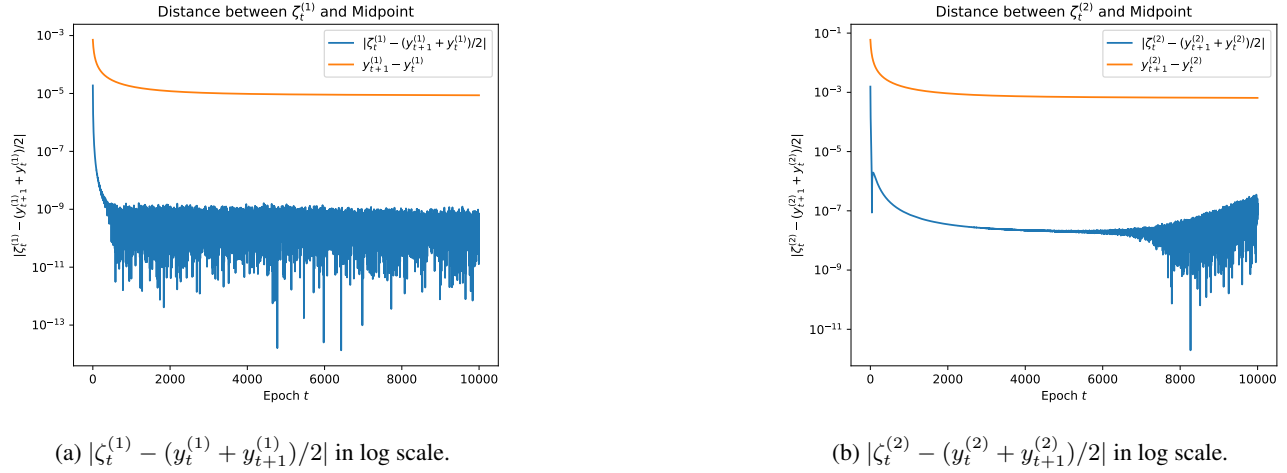 Distance between ζ_t^(1) and Midpoint
|ζ_t^(1) − (y_{t+1}^(1) + y_t^(1))/2|
y_{t+1}^(1) − y_t^(1)
|ζ_t^(1) − (y_{t+1}^(1) + y_t^(1))/2|
10^−3
10^−5
10^−7
10^−9
10^−11
10^−13
0 2000 4000 6000 8000 10000
Epoch t
(a) |ζ_t^(1) − (y_t^(1) + y_{t+1}^(1))/2| in log scale.
Distance between ζ_t^(2) and Midpoint
|ζ_t^(2) − (y_{t+1}^(2) + y_t^(2))/2|
y_{t+1}^(2) − y_t^(2)
|ζ_t^(2) − (y_{t+1}^(2) + y_t^(2))/2|
10^−1
10^−3
10^−5
10^−7
10^−9
10^−11
0 2000 4000 6000 8000 10000
Epoch t
(b) |ζ_t^(2) − (y_t^(2) + y_{t+1}^(2))/2| in log scale.